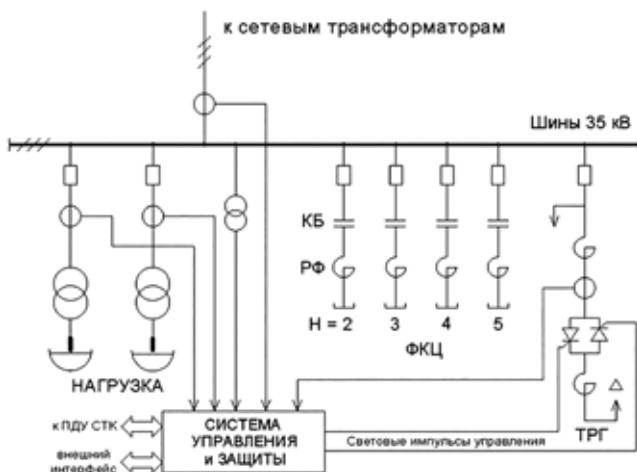 к сетевым трансформаторам
Шины 35 кВ
КБ
РФ
Н = 2 3 4 5
ФКЦ
НАГРУЗКА
ТРГ
к ПДУ СТК
внешний
интерфейс
СИСТЕМА
УПРАВЛЕНИЯ
и ЗАЩИТЫ
Световые импульсы управления